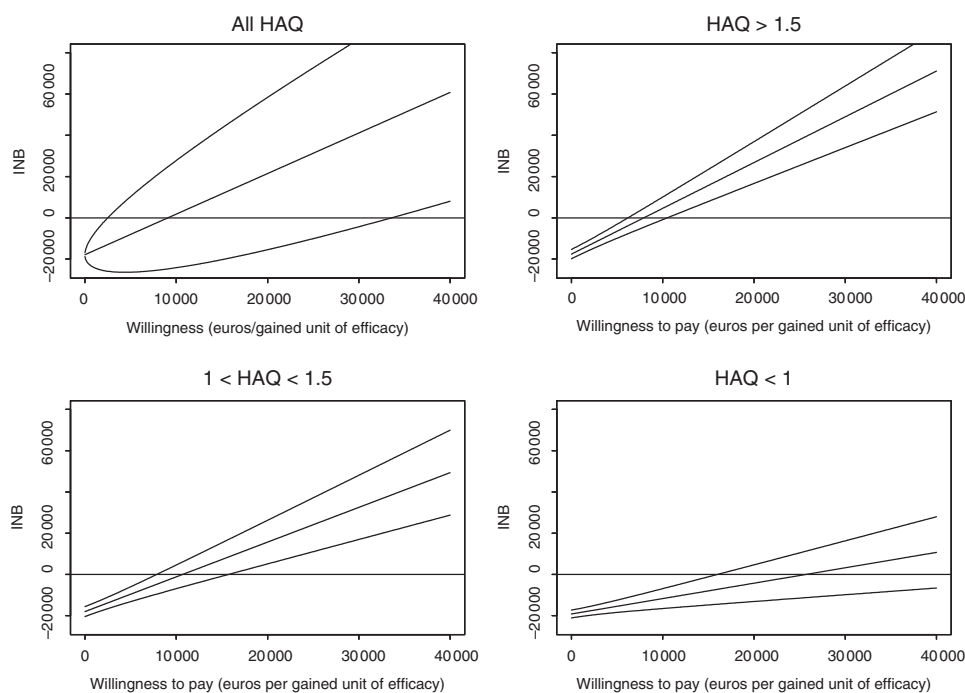 All HAQ
INB
60000
20000
0
−20000
0 10000 20000 30000 40000
Willingness (euros/gained unit of efficacy)
HAQ > 1.5
INB
60000
20000
0
−20000
0 10000 20000 30000 40000
Willingness to pay (euros per gained unit of efficacy)
1 < HAQ < 1.5
INB
60000
20000
0
−20000
0 10000 20000 30000 40000
Willingness to pay (euros per gained unit of efficacy)
HAQ < 1
INB
60000
20000
0
−20000
0 10000 20000 30000 40000
Willingness to pay (euros per gained unit of efficacy)